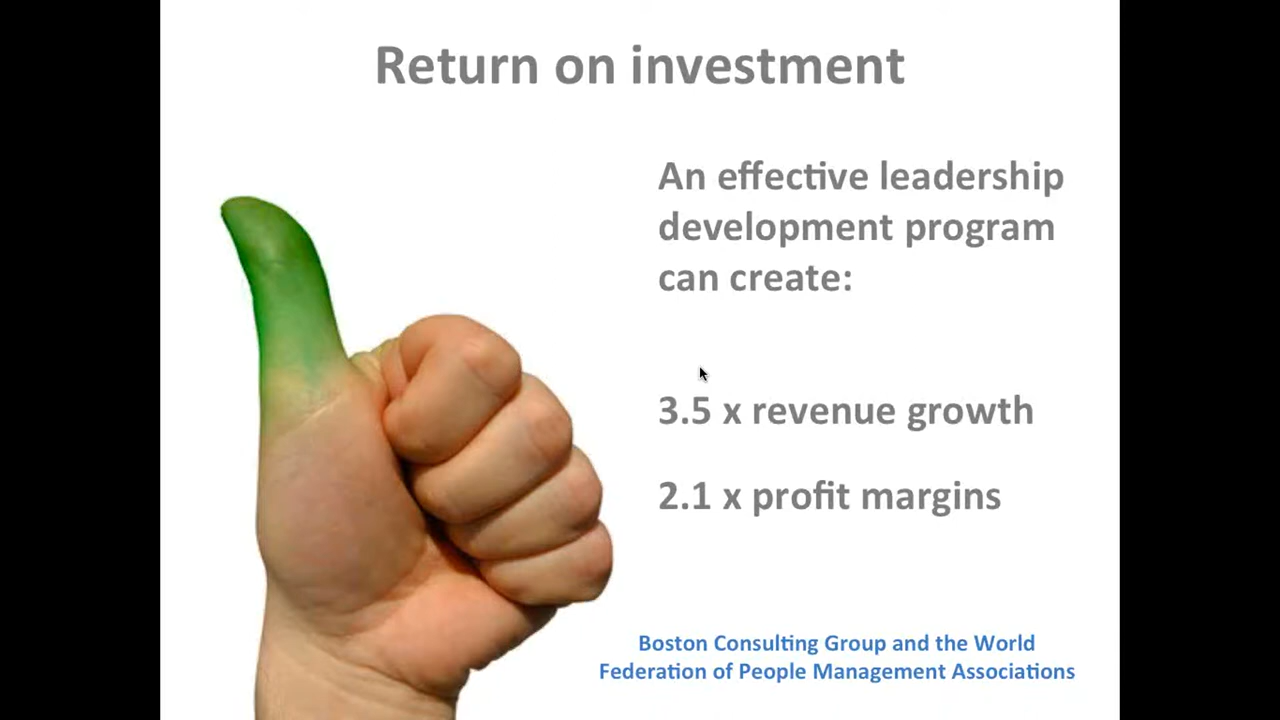 Return on investment
An effective leadership
development program
can create:
3.5 x revenue growth
2.1 x profit margins
Boston Consulting Group and the World
Federation of People Management Associations